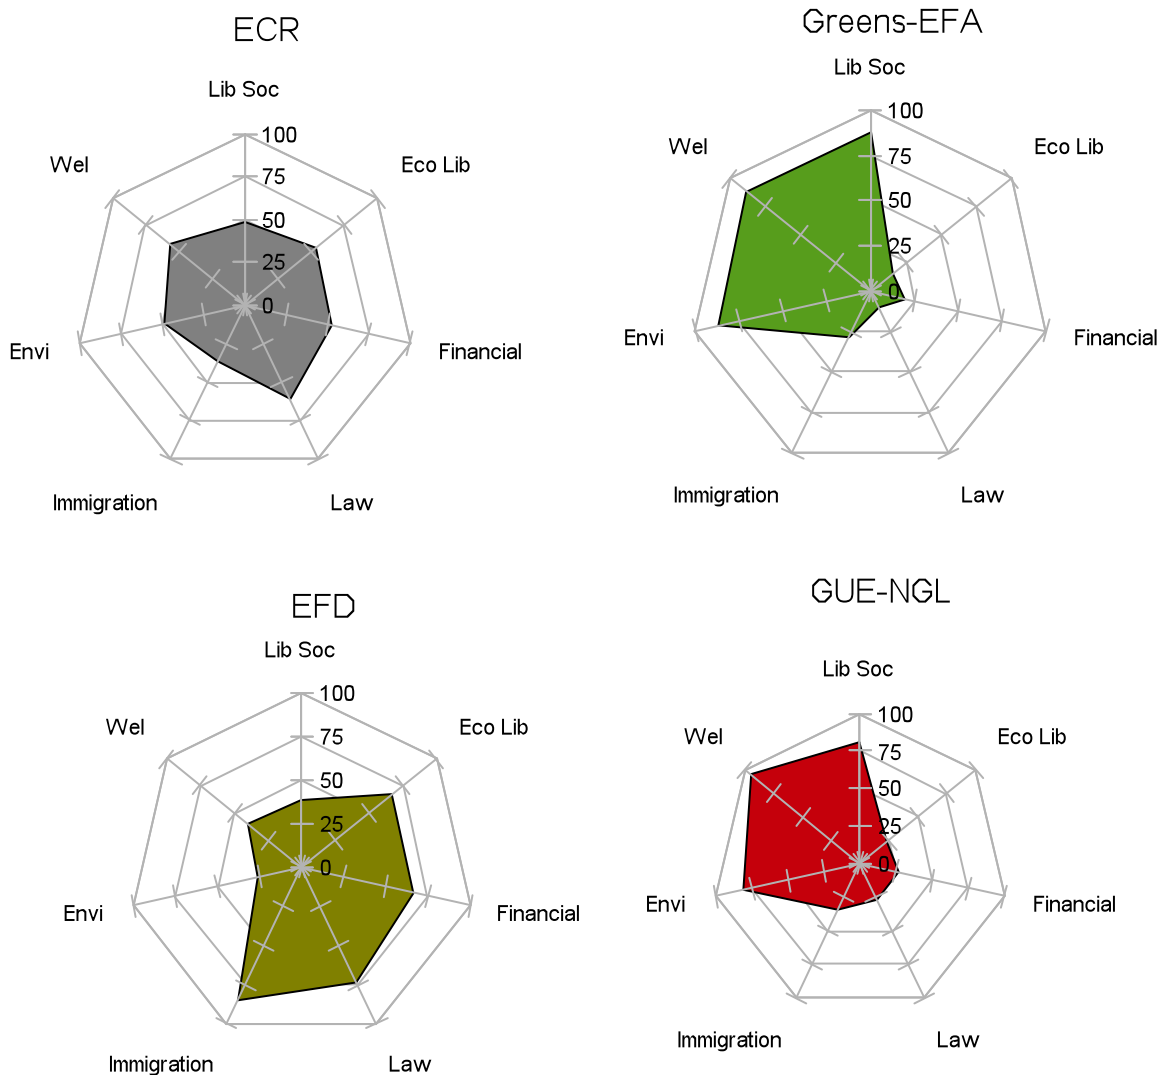 ECR
Lib Soc
Eco Lib
Financial
Law
Immigration
Envi
Wel
100
75
50
25
0
Greens-EFA
Lib Soc
Eco Lib
Financial
Law
Immigration
Envi
Wel
100
75
50
25
0
EFD
Lib Soc
Eco Lib
Financial
Law
Immigration
Envi
Wel
100
75
50
25
0
GUE-NGL
Lib Soc
Eco Lib
Financial
Law
Immigration
Envi
Wel
100
75
50
25
0